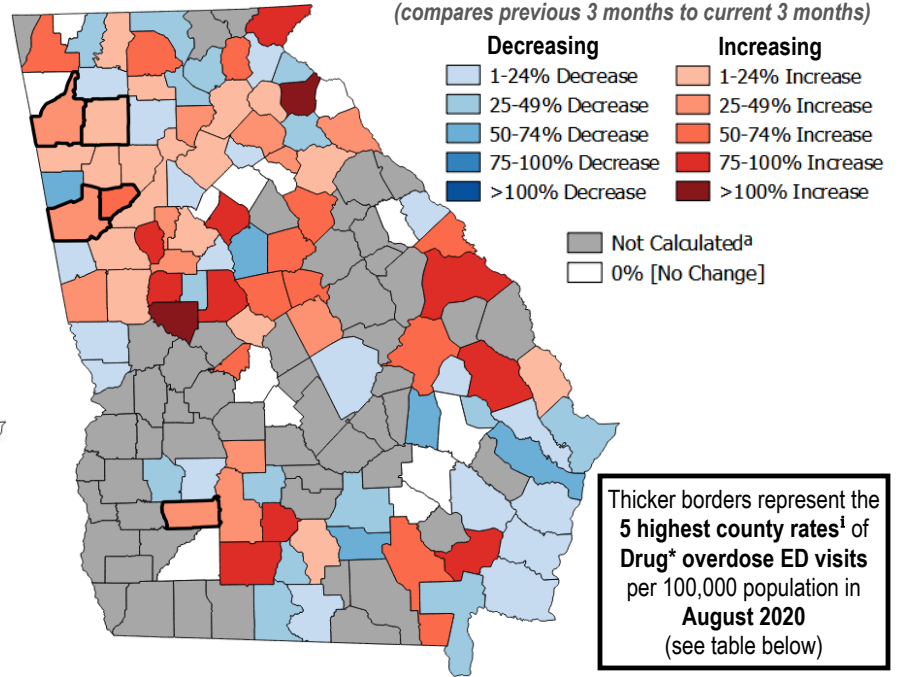 (compares previous 3 months to current 3 months)
Decreasing
1-24% Decrease
25-49% Decrease
50-74% Decrease
75-100% Decrease
>100% Decrease
Increasing
1-24% Increase
25-49% Increase
50-74% Increase
75-100% Increase
>100% Increase
Not Calculatedª
0% [No Change]
Thicker borders represent the
5 highest county ratesⁱ of
Drug* overdose ED visits
per 100,000 population in
August 2020
(see table below)